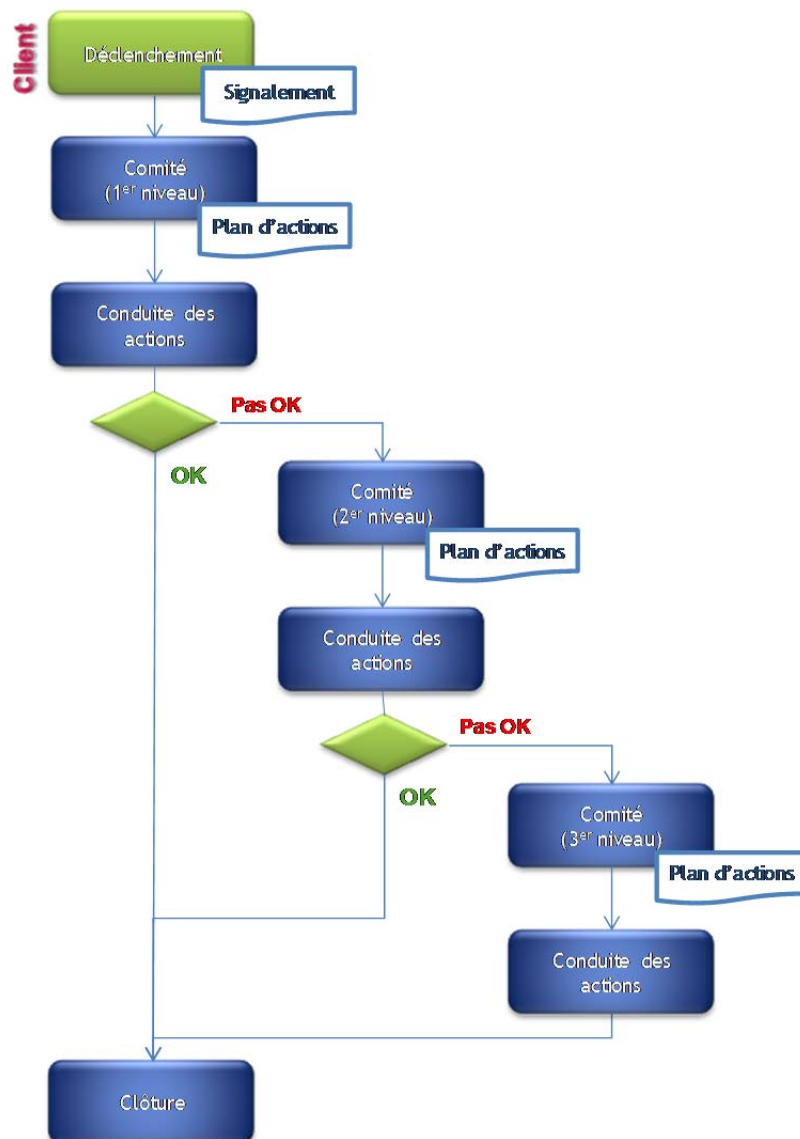 Client
Déclenchement
Signalement
Comité
(1er niveau)
Plan d'actions
Conduite des
actions
Pas OK
OK
Comité
(2er niveau)
Plan d'actions
Conduite des
actions
Pas OK
OK
Comité
(3er niveau)
Plan d'actions
Conduite des
actions
Clôture